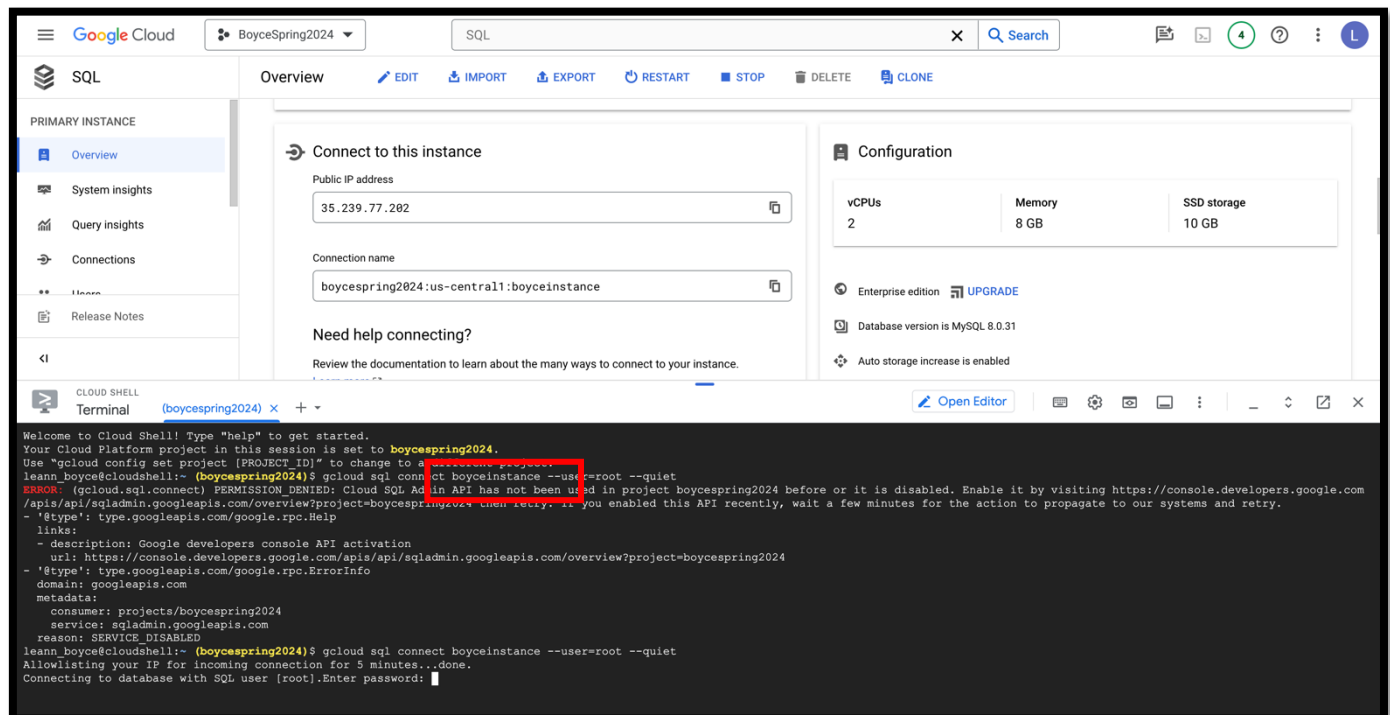 Google Cloud
BoyceSpring2024
SQL
Search
4
L
SQL
Overview
EDIT
IMPORT
EXPORT
RESTART
STOP
DELETE
CLONE
PRIMARY INSTANCE
Overview
System insights
Query insights
Connections
Users
Release Notes
Connect to this instance
Public IP address
35.239.77.202
Connection name
boycespring2024:us-central1:boyceinstance
Need help connecting?
Review the documentation to learn about the many ways to connect to your instance.
Learn more
Configuration
vCPUs
2
Memory
8 GB
SSD storage
10 GB
Enterprise edition UPGRADE
Database version is MySQL 8.0.31
Auto storage increase is enabled
CLOUD SHELL
Terminal
(boycespring2024)
Open Editor
Welcome to Cloud Shell! Type "help" to get started.
Your Cloud Platform project in this session is set to boycespring2024.
Use "gcloud config set project [PROJECT_ID]" to change to a different project.
leann_boyce@cloudshell:~ (boycespring2024)$ gcloud sql connect boyceinstance --user=root --quiet
ERROR: (gcloud.sql.connect) PERMISSION_DENIED: Cloud SQL Admin API has not been used in project boycespring2024 before or it is disabled. Enable it by visiting https://console.developers.google.com
/apis/api/sqladmin.googleapis.com/overview?project=boycespring2024 then retry. If you enabled this API recently, wait a few minutes for the action to propagate to our systems and retry.
- '@type': type.googleapis.com/google.rpc.Help
links:
- description: Google developers console API activation
url: https://console.developers.google.com/apis/api/sqladmin.googleapis.com/overview?project=boycespring2024
- '@type': type.googleapis.com/google.rpc.ErrorInfo
domain: googleapis.com
metadata:
consumer: projects/boycespring2024
service: sqladmin.googleapis.com
reason: SERVICE_DISABLED
leann_boyce@cloudshell:~ (boycespring2024)$ gcloud sql connect boyceinstance --user=root --quiet
Allowlisting your IP for incoming connection for 5 minutes...done.
Connecting to database with SQL user [root].Enter password: